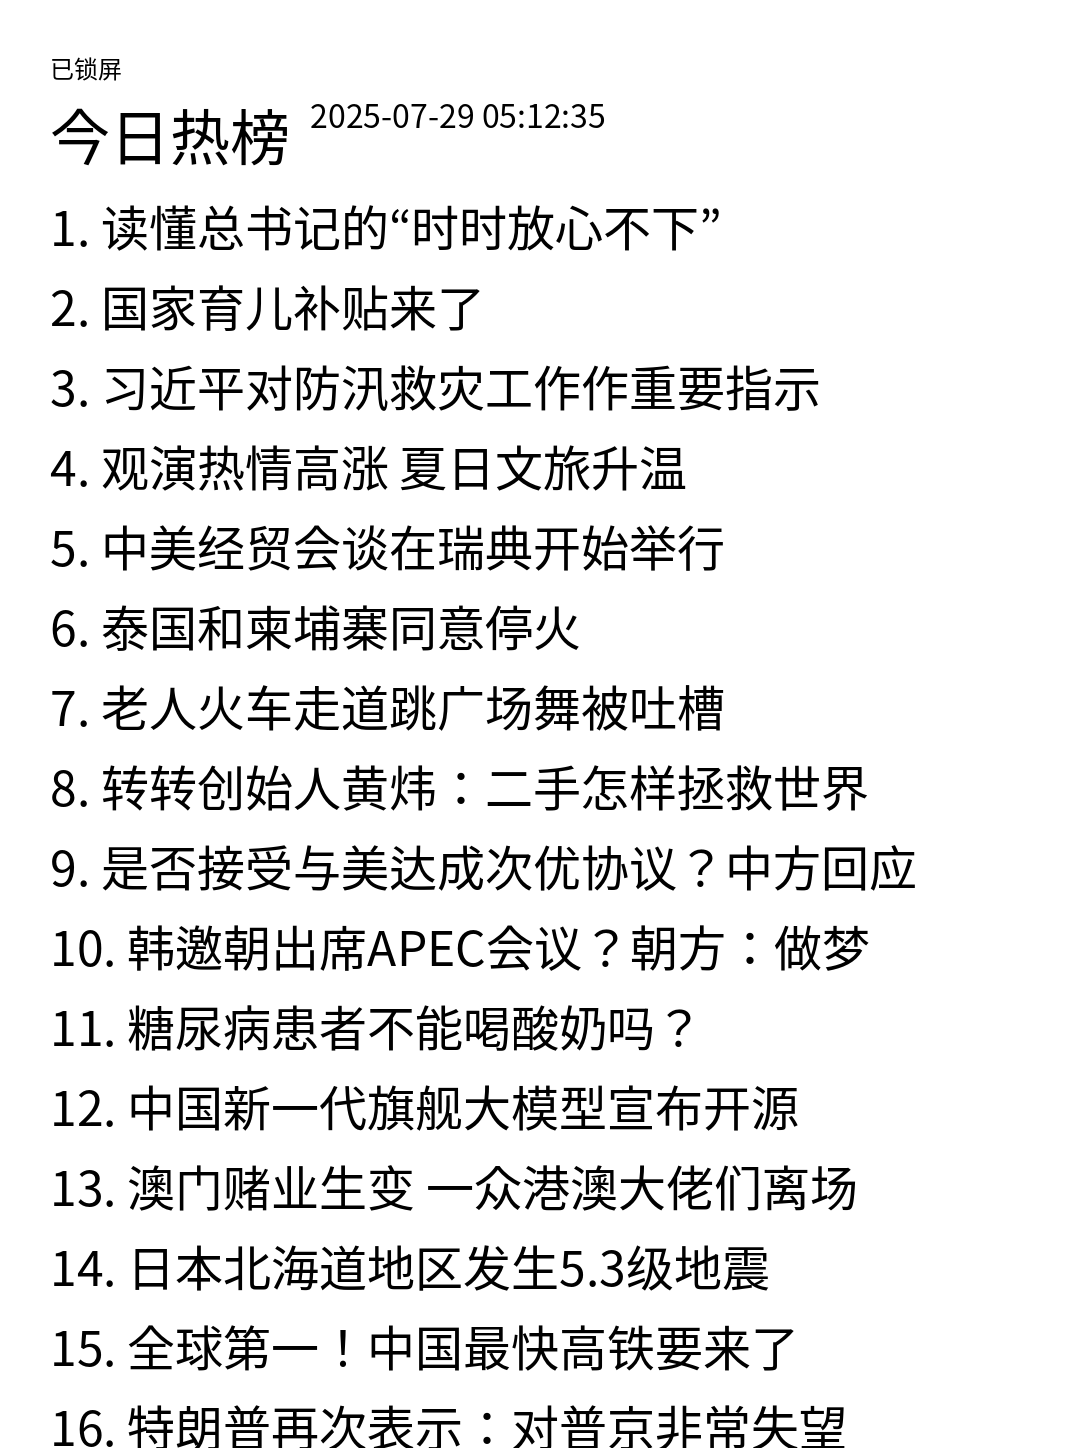 已锁屏
今日热榜 2025-07-29 05:12:35
1. 读懂总书记的“时时放心不下”
2. 国家育儿补贴来了
3. 习近平对防汛救灾工作作重要指示
4. 观演热情高涨 夏日文旅升温
5. 中美经贸会谈在瑞典开始举行
6. 泰国和柬埔寨同意停火
7. 老人火车走道跳广场舞被吐槽
8. 转转创始人黄炜：二手怎样拯救世界
9. 是否接受与美达成次优协议？中方回应
10. 韩邀朝出席APEC会议？朝方：做梦
11. 糖尿病患者不能喝酸奶吗？
12. 中国新一代旗舰大模型宣布开源
13. 澳门赌业生变 一众港澳大佬们离场
14. 日本北海道地区发生5.3级地震
15. 全球第一！中国最快高铁要来了
16. 特朗普再次表示：对普京非常失望